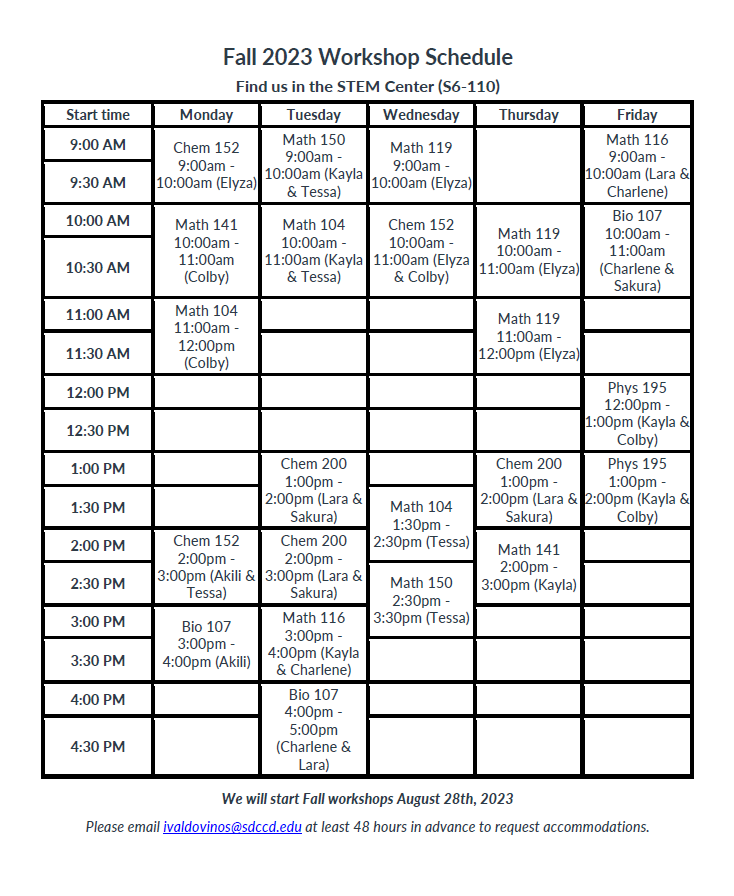 Fall 2023 Workshop Schedule
Find us in the STEM Center (S6-110)
Start time Monday Tuesday Wednesday Thursday Friday
9:00 AM
9:30 AM
Chem 152
9:00am -
10:00am (Elyza)
Math 150
9:00am -
10:00am (Kayla
& Tessa)
Math 119
9:00am -
10:00am (Elyza)
Math 116
9:00am -
10:00am (Lara &
Charlene)
10:00 AM
10:30 AM
Math 141
10:00am -
11:00am
(Colby)
Math 104
10:00am -
11:00am (Kayla
& Tessa)
Chem 152
10:00am -
11:00am (Elyza
& Colby)
Math 119
10:00am -
11:00am (Elyza)
Bio 107
10:00am -
11:00am
(Charlene &
Sakura)
11:00 AM
11:30 AM
Math 104
11:00am -
12:00pm
(Colby)
Math 119
11:00am -
12:00pm (Elyza)
12:00 PM
12:30 PM
Phys 195
12:00pm -
1:00pm (Kayla &
Colby)
1:00 PM
1:30 PM
Chem 200
1:00pm -
2:00pm (Lara &
Sakura)
Math 104
1:30pm -
2:30pm (Tessa)
Chem 200
1:00pm -
2:00pm (Lara &
Sakura)
Phys 195
1:00pm -
2:00pm (Kayla &
Colby)
2:00 PM
2:30 PM
Chem 152
2:00pm -
3:00pm (Akili &
Tessa)
Chem 200
2:00pm -
3:00pm (Lara &
Sakura)
Math 150
2:30pm -
3:30pm (Tessa)
Math 141
2:00pm -
3:00pm (Kayla)
3:00 PM
3:30 PM
Bio 107
3:00pm -
4:00pm (Akili)
Math 116
3:00pm -
4:00pm (Kayla
& Charlene)
4:00 PM
4:30 PM
Bio 107
4:00pm -
5:00pm
(Charlene &
Lara)
We will start Fall workshops August 28th, 2023
Please email ivaldovinos@sdccd.edu at least 48 hours in advance to request accommodations.